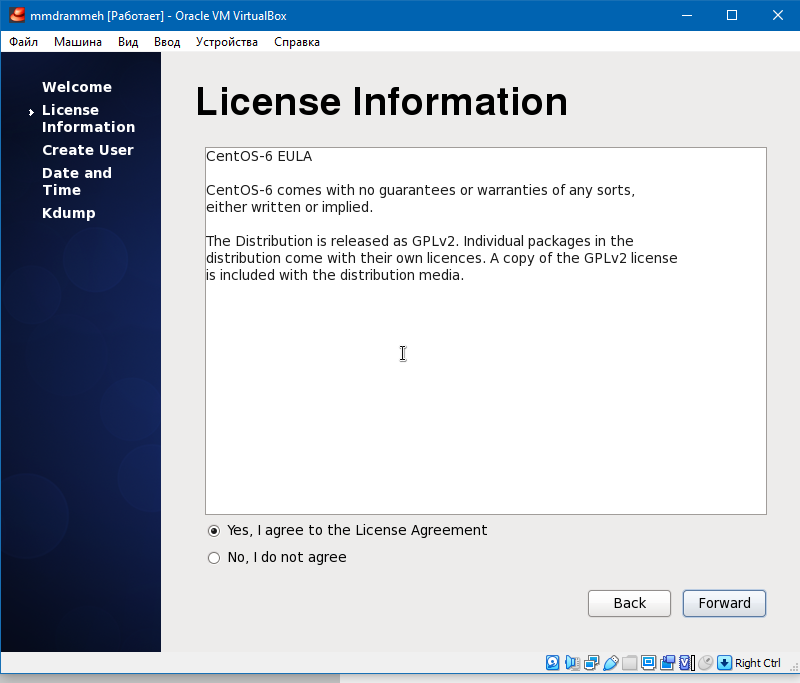 mmdrammeh [Работает] - Oracle VM VirtualBox
Файл Машина Вид Ввод Устройства Справка
Welcome
License
Information
Create User
Date and
Time
Kdump
License Information
CentOS-6 EULA
CentOS-6 comes with no guarantees or warranties of any sorts,
either written or implied.
The Distribution is released as GPLv2. Individual packages in the
distribution come with their own licences. A copy of the GPLv2 license
is included with the distribution media.
Yes, I agree to the License Agreement
No, I do not agree
Back Forward
Right Ctrl